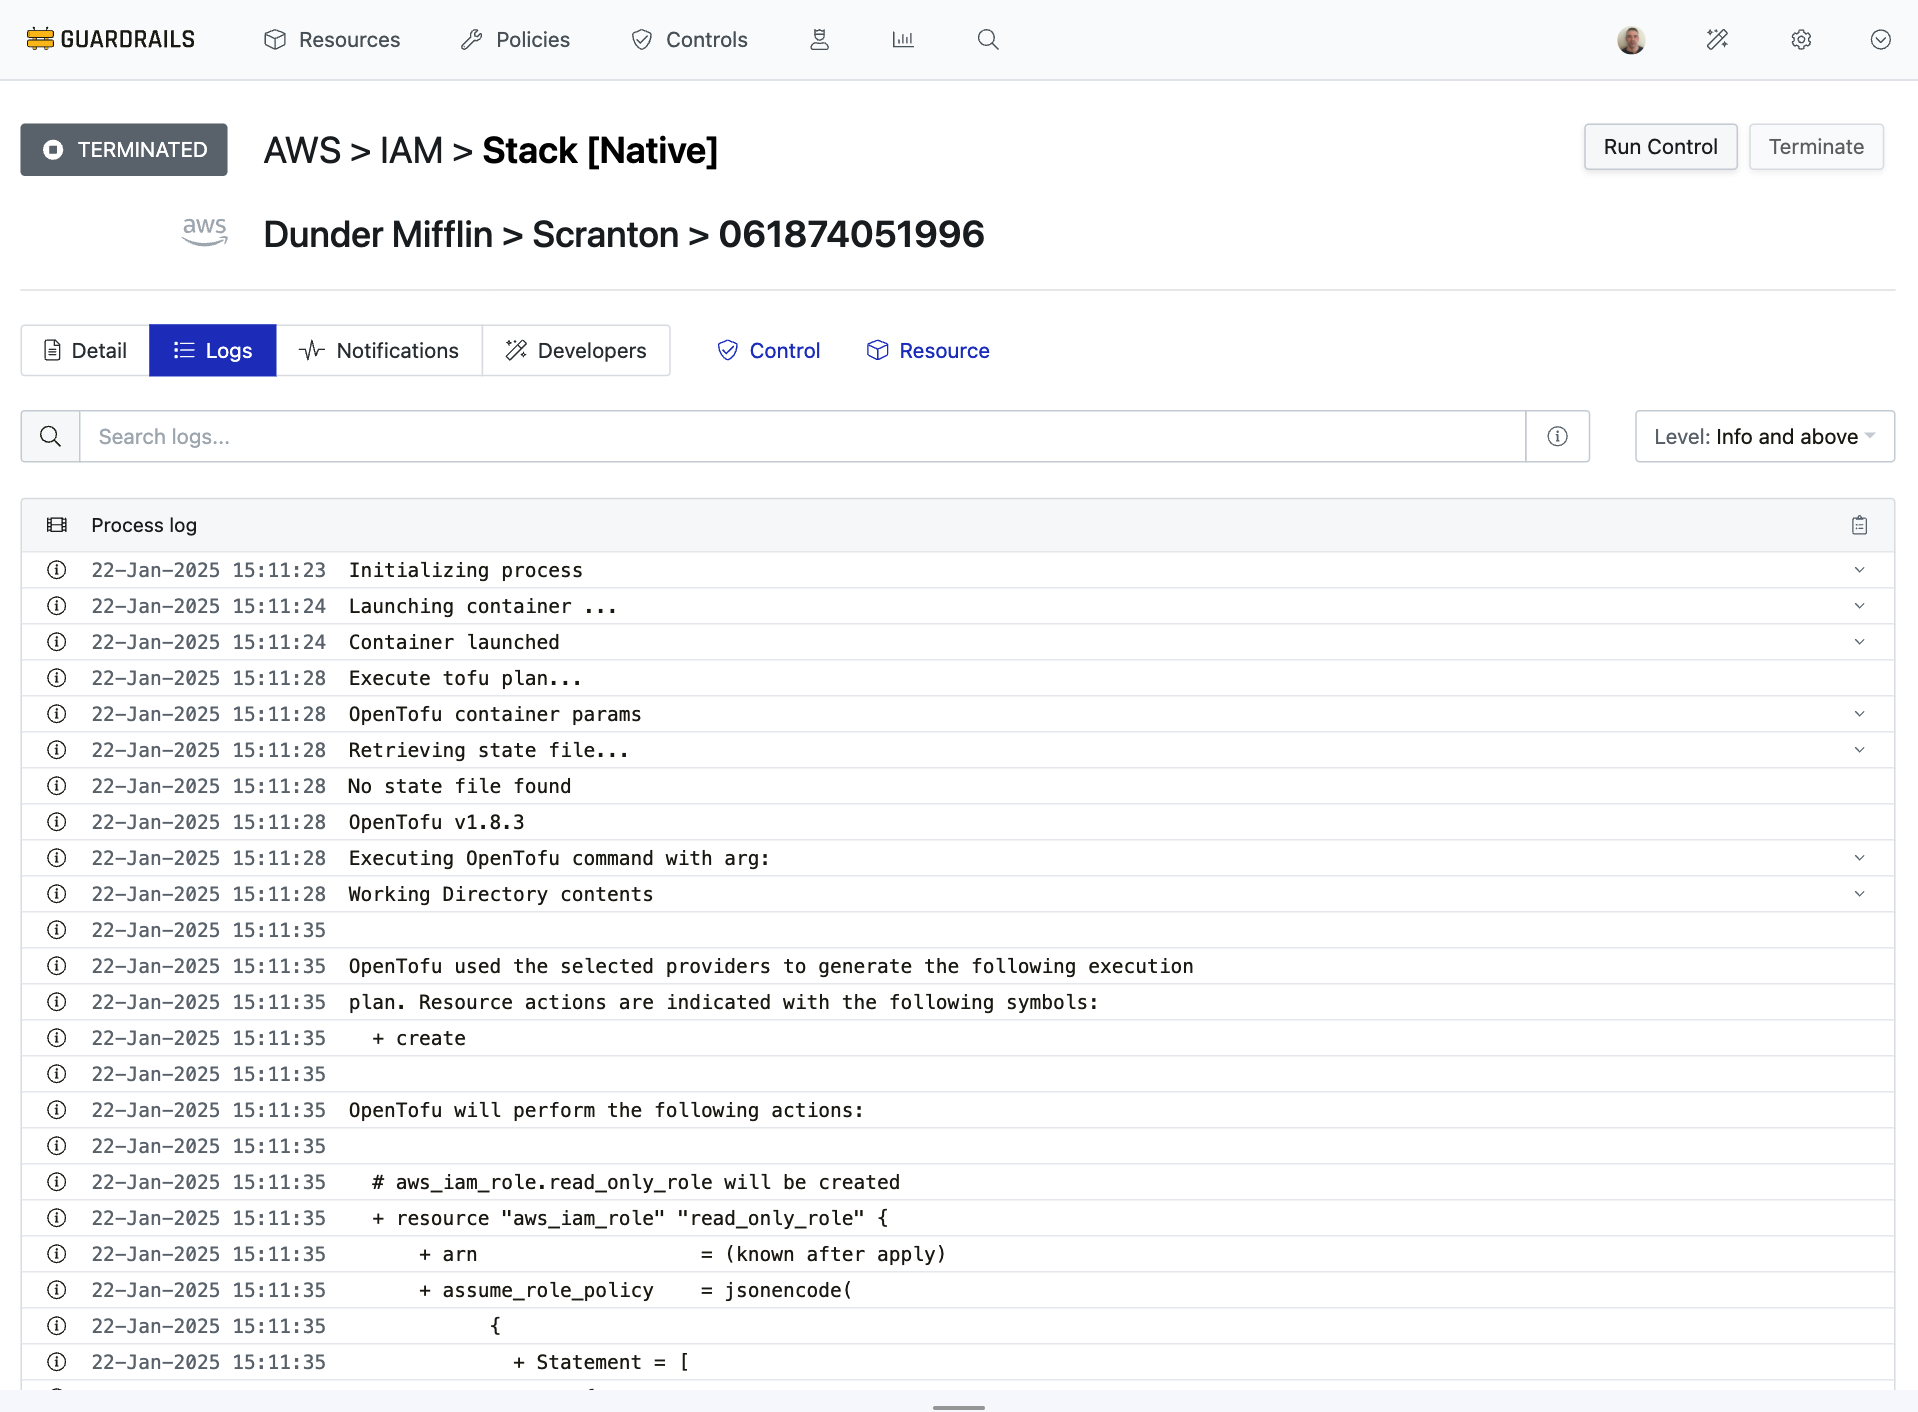 GUARDRAILS Resources Policies Controls
TERMINATED AWS > IAM > Stack [Native] Run Control Terminate
aws Dunder Mifflin > Scranton > 061874051996
Detail Logs Notifications Developers Control Resource
Search logs... Level: Info and above
Process log
22-Jan-2025 15:11:23 Initializing process
22-Jan-2025 15:11:24 Launching container ...
22-Jan-2025 15:11:24 Container launched
22-Jan-2025 15:11:28 Execute tofu plan...
22-Jan-2025 15:11:28 OpenTofu container params
22-Jan-2025 15:11:28 Retrieving state file...
22-Jan-2025 15:11:28 No state file found
22-Jan-2025 15:11:28 OpenTofu v1.8.3
22-Jan-2025 15:11:28 Executing OpenTofu command with arg:
22-Jan-2025 15:11:28 Working Directory contents
22-Jan-2025 15:11:35
22-Jan-2025 15:11:35 OpenTofu used the selected providers to generate the following execution
22-Jan-2025 15:11:35 plan. Resource actions are indicated with the following symbols:
22-Jan-2025 15:11:35   + create
22-Jan-2025 15:11:35
22-Jan-2025 15:11:35 OpenTofu will perform the following actions:
22-Jan-2025 15:11:35
22-Jan-2025 15:11:35   # aws_iam_role.read_only_role will be created
22-Jan-2025 15:11:35   + resource "aws_iam_role" "read_only_role" {
22-Jan-2025 15:11:35       + arn                   = (known after apply)
22-Jan-2025 15:11:35       + assume_role_policy    = jsonencode(
22-Jan-2025 15:11:35             {
22-Jan-2025 15:11:35               + Statement = [